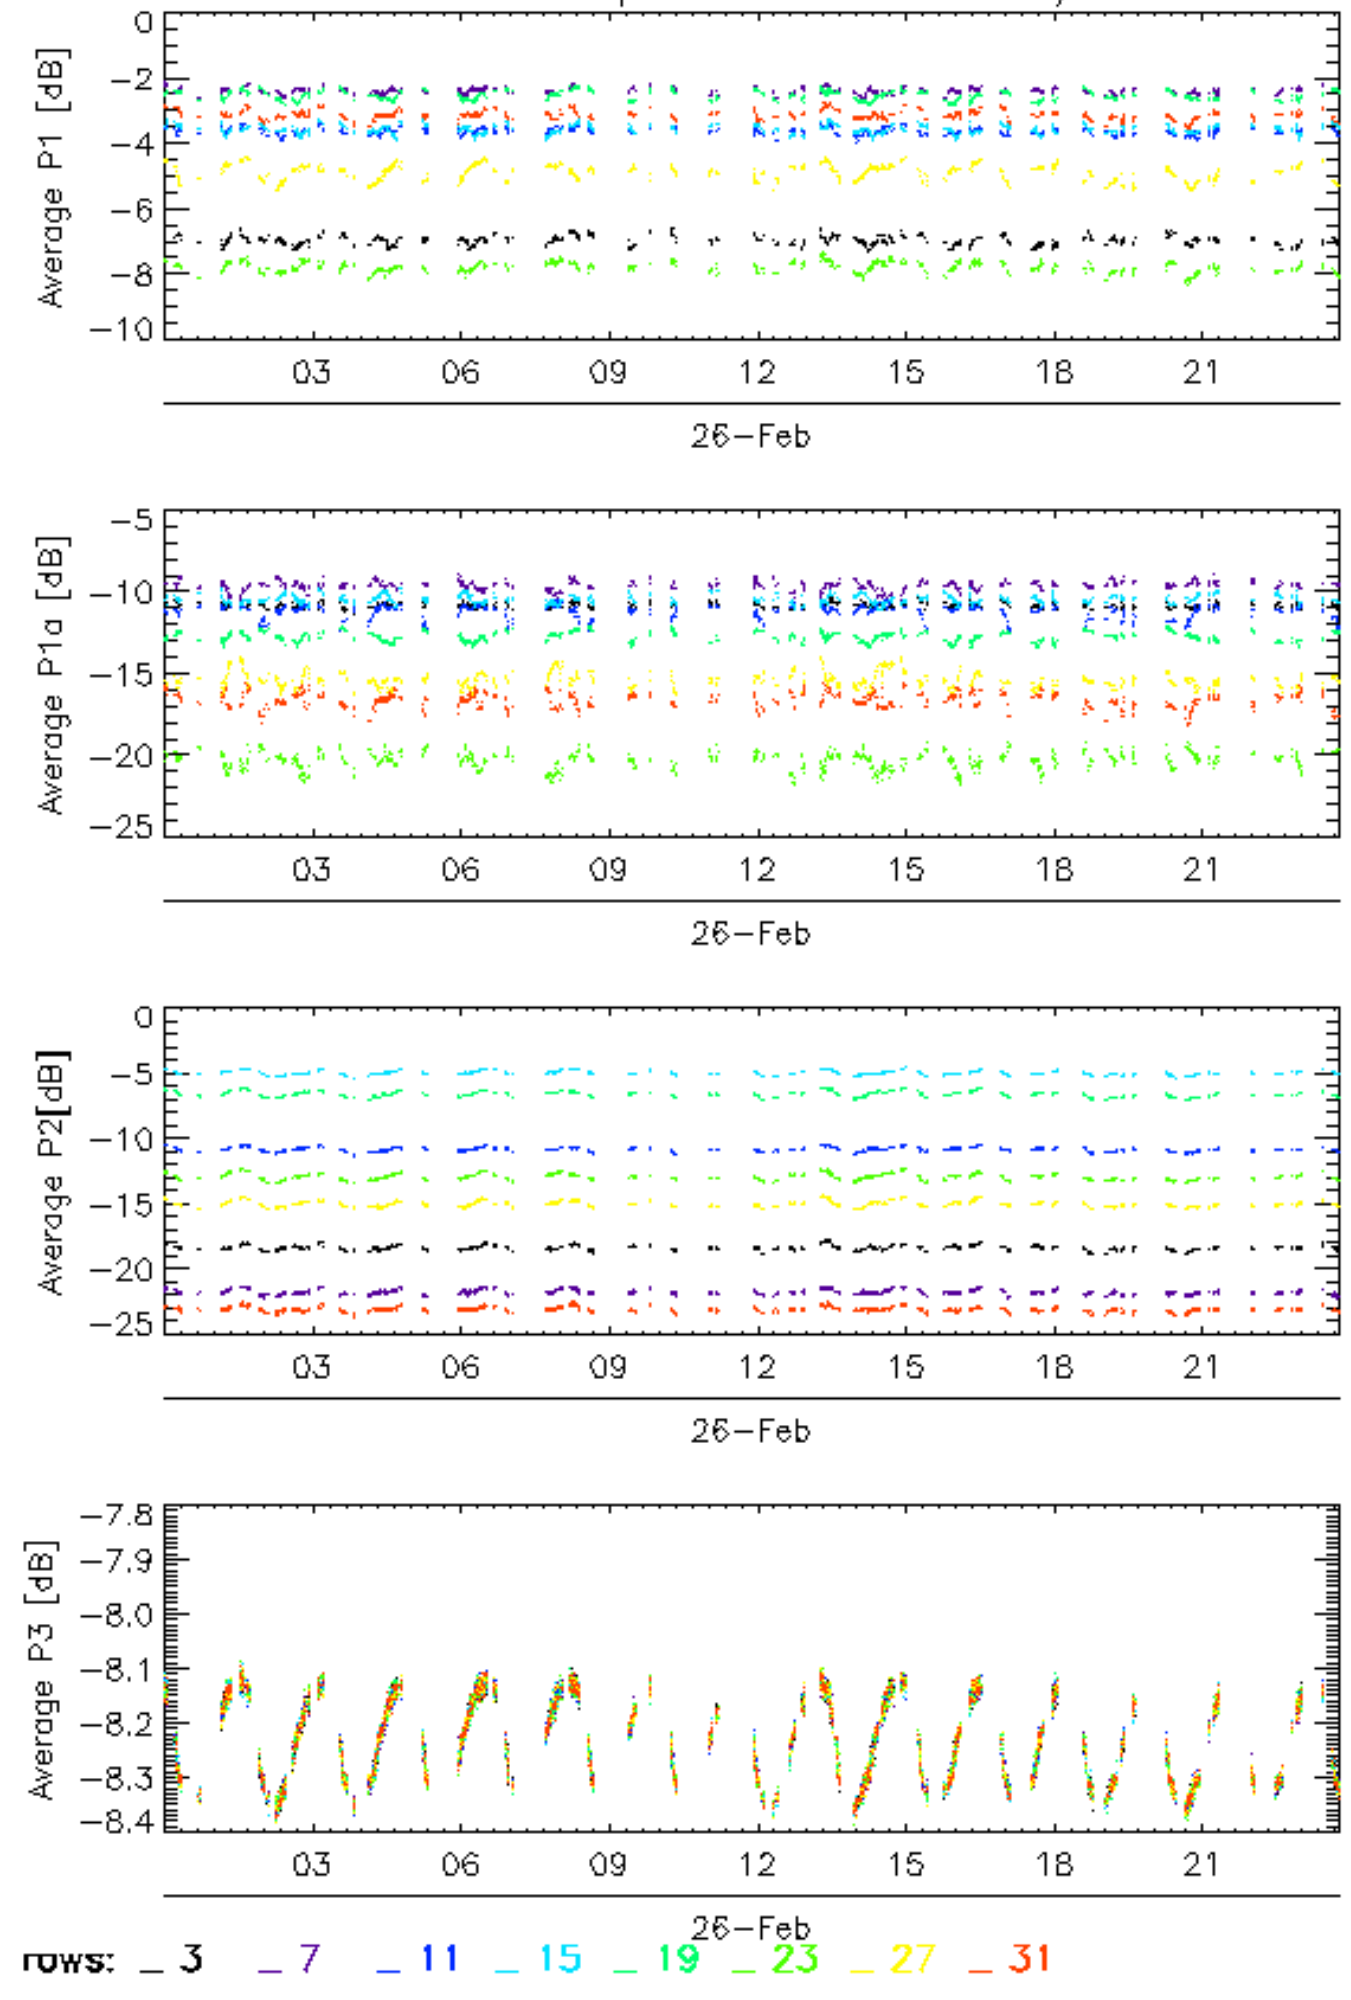 0
−2
−4
−6
−8
−10
Average P1 [dB]
03 06 09 12 15 18 21
26−Feb
−5
−10
−15
−20
−25
Average P1a [dB]
03 06 09 12 15 18 21
26−Feb
0
−5
−10
−15
−20
−25
Average P2[dB]
03 06 09 12 15 18 21
26−Feb
−7.8
−7.9
−8.0
−8.1
−8.2
−8.3
−8.4
Average P3 [dB]
03 06 09 12 15 18 21
26−Feb
rows: _ 3 _ 7 _ 11 _ 15 _ 19 _ 23 _ 27 _ 31